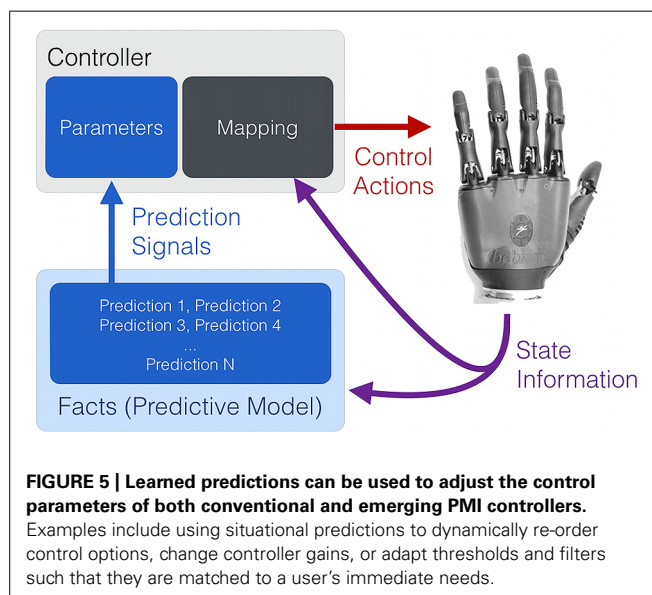 Controller
Parameters
Mapping
Control
Actions
Prediction
Signals
Prediction 1, Prediction 2
Prediction 3, Prediction 4
...
Prediction N
Facts (Predictive Model)
State
Information
FIGURE 5 | Learned predictions can be used to adjust the control
parameters of both conventional and emerging PMI controllers.
Examples include using situational predictions to dynamically re-order
control options, change controller gains, or adapt thresholds and filters
such that they are matched to a user’s immediate needs.